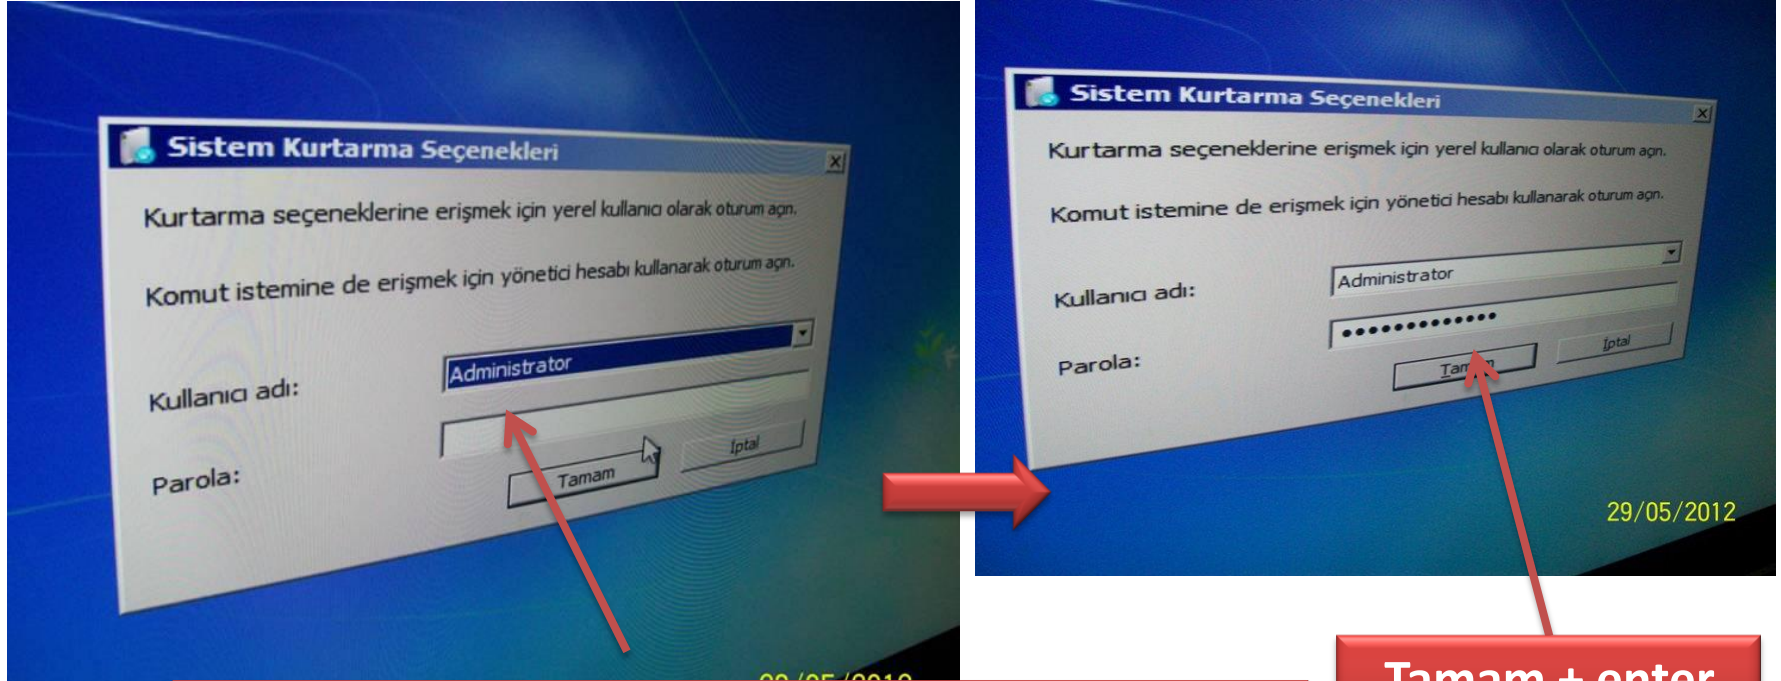 Sistem Kurtarma Seçenekleri
Kurtarma seçeneklerine erişmek için yerel kullanıcı olarak oturum açın.
Komut istemine de erişmek için yönetici hesabı kullanarak oturum açın.
Kullanıcı adı:
Administrator
Parola:
Tamam
İptal
Sistem Kurtarma Seçenekleri
Kurtarma seçeneklerine erişmek için yerel kullanıcı olarak oturum açın.
Komut istemine de erişmek için yönetici hesabı kullanarak oturum açın.
Kullanıcı adı:
Administrator
Parola:
●●●●●●●●●●●●●
İptal
29/05/2012
Tamam + enter